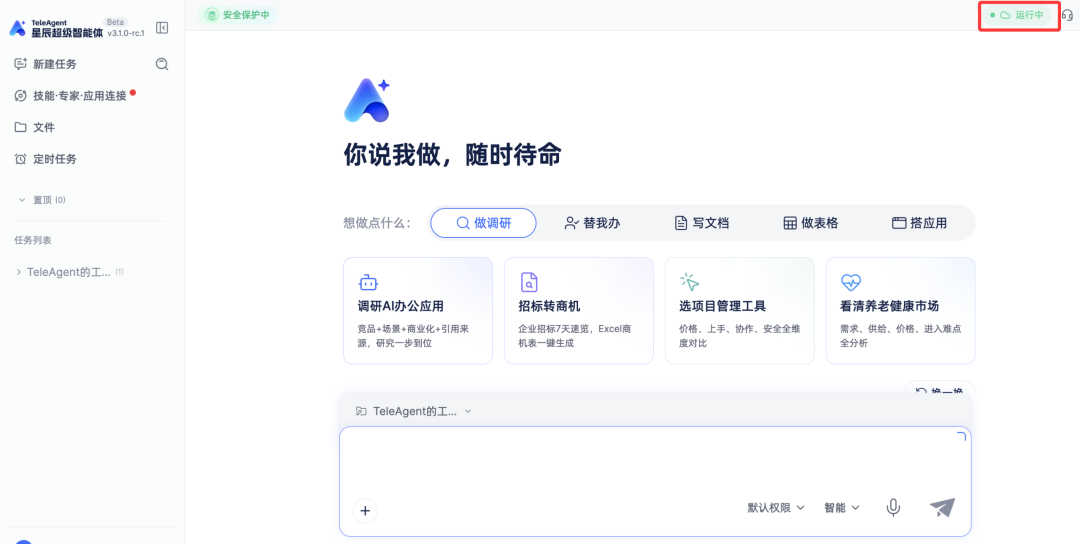 TeleAgent
Beta
星辰超级智能体 v3.1.0-rc.1
新建任务
技能·专家·应用连接
文件
定时任务
置顶 (0)
任务列表
TeleAgent的工... (1)
安全保护中
运行中
你说我做，随时待命
想做点什么：
做调研
替我办
写文档
做表格
搭应用
调研AI办公应用
竞品+场景+商业化+引用来
源，研究一步到位
招标转商机
企业招标7天速览，Excel商
机表一键生成
选项目管理工具
价格、上手、协作、安全全维
度对比
看清养老健康市场
需求、供给、价格、进入难点
全分析
换一换
TeleAgent的工...
默认权限
智能